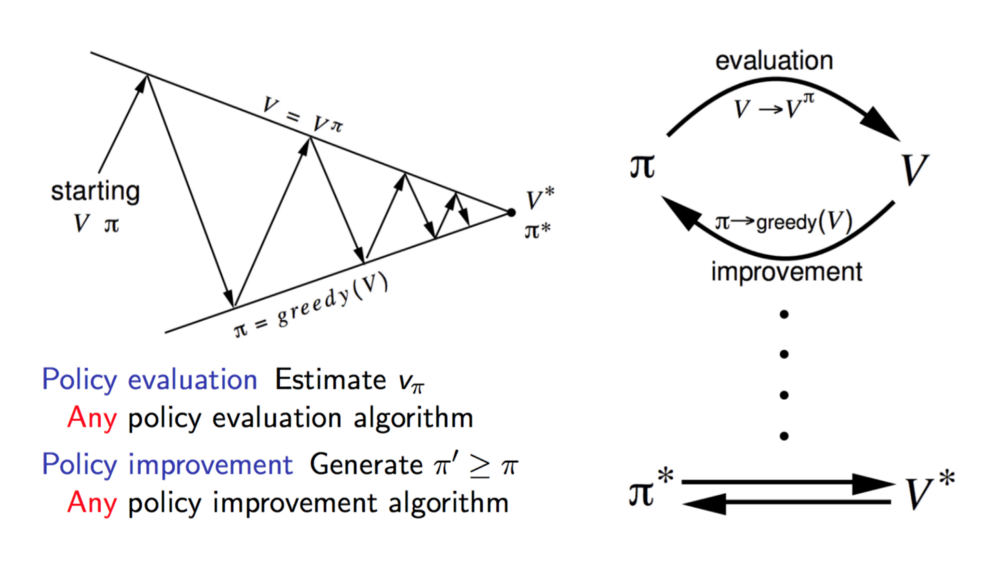 starting
V π
V = Vπ
π = greedy(V)
V*
π*
Policy evaluation Estimate vπ
Any policy evaluation algorithm
Policy improvement Generate π′ ≥ π
Any policy improvement algorithm
evaluation
V → Vπ
π
V
π→greedy(V)
improvement
π* V*